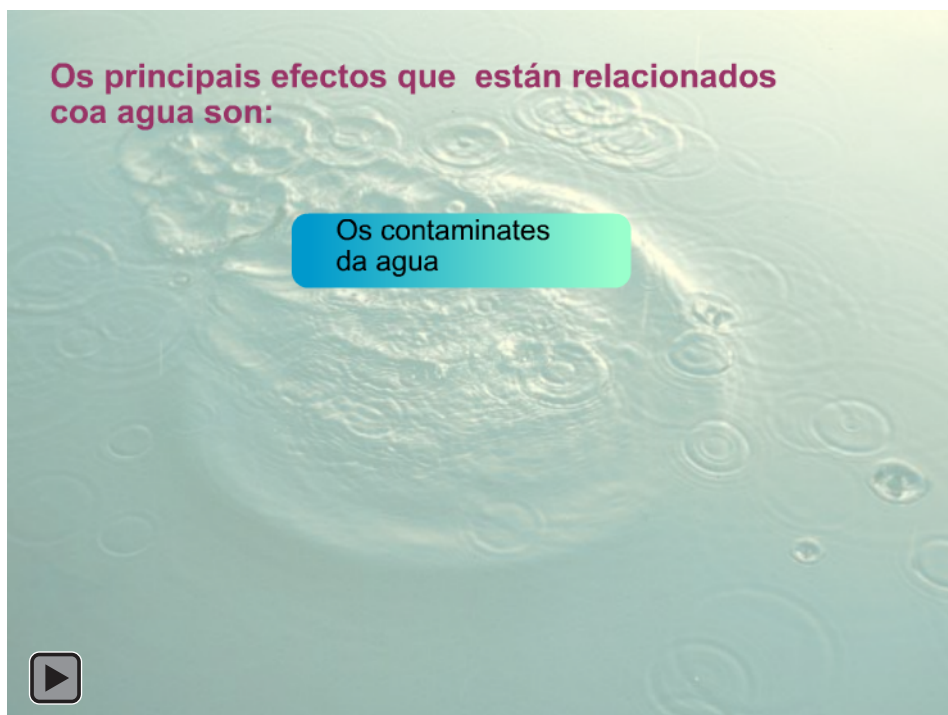 Os principais efectos que están relacionados
coa agua son:
Os contaminates
da agua